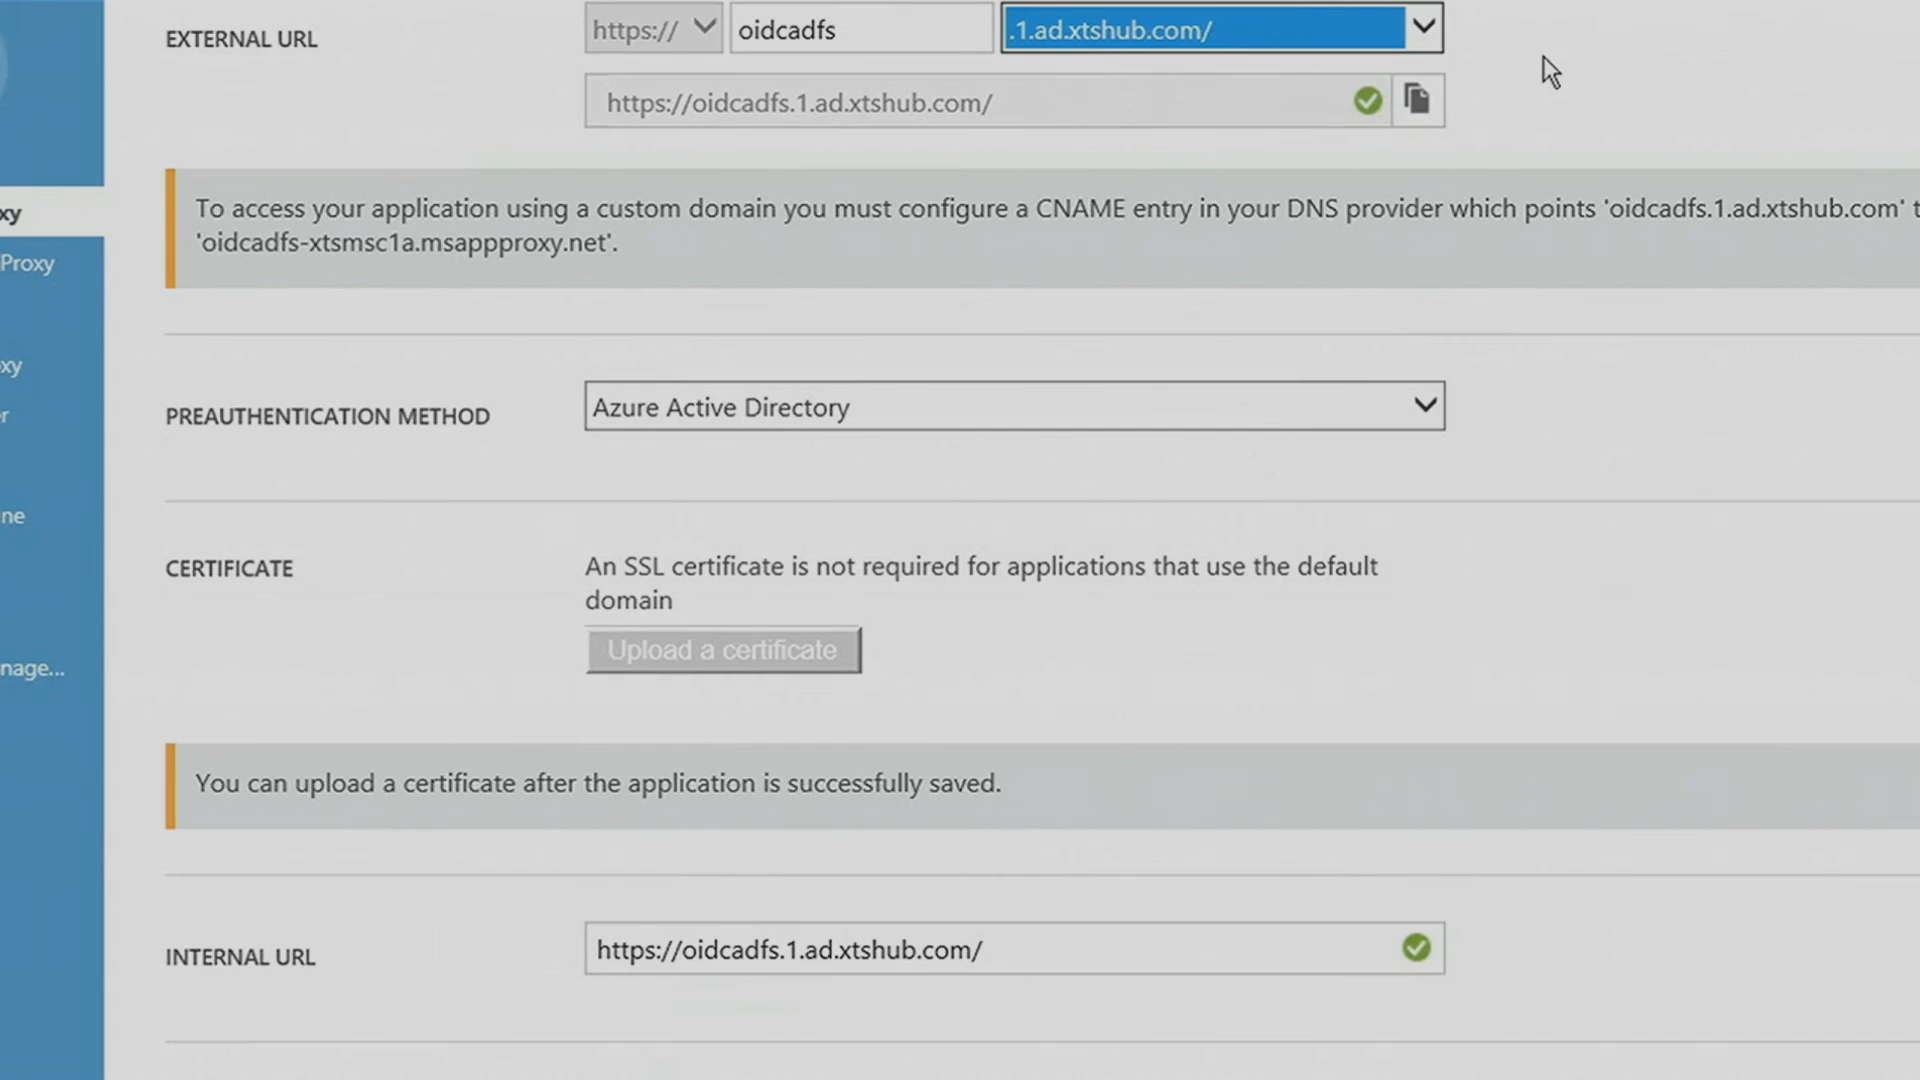 EXTERNAL URL
https://
oidcadfs
.1.ad.xtshub.com/
https://oidcadfs.1.ad.xtshub.com/
xy
To access your application using a custom domain you must configure a CNAME entry in your DNS provider which points 'oidcadfs.1.ad.xtshub.com' t
'oidcadfs-xtsmsc1a.msappproxy.net'.
Proxy
xy
PREAUTHENTICATION METHOD
Azure Active Directory
r
ne
CERTIFICATE
An SSL certificate is not required for applications that use the default
domain
Upload a certificate
nage...
You can upload a certificate after the application is successfully saved.
INTERNAL URL
https://oidcadfs.1.ad.xtshub.com/